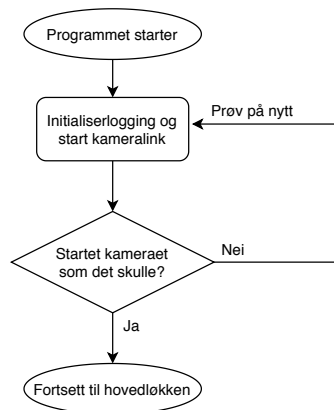 Programmet starter
Initialiserlogging og
start kameralink
Prøv på nytt
Startet kameraet
som det skulle?
Nei
Ja
Fortsett til hovedløkken